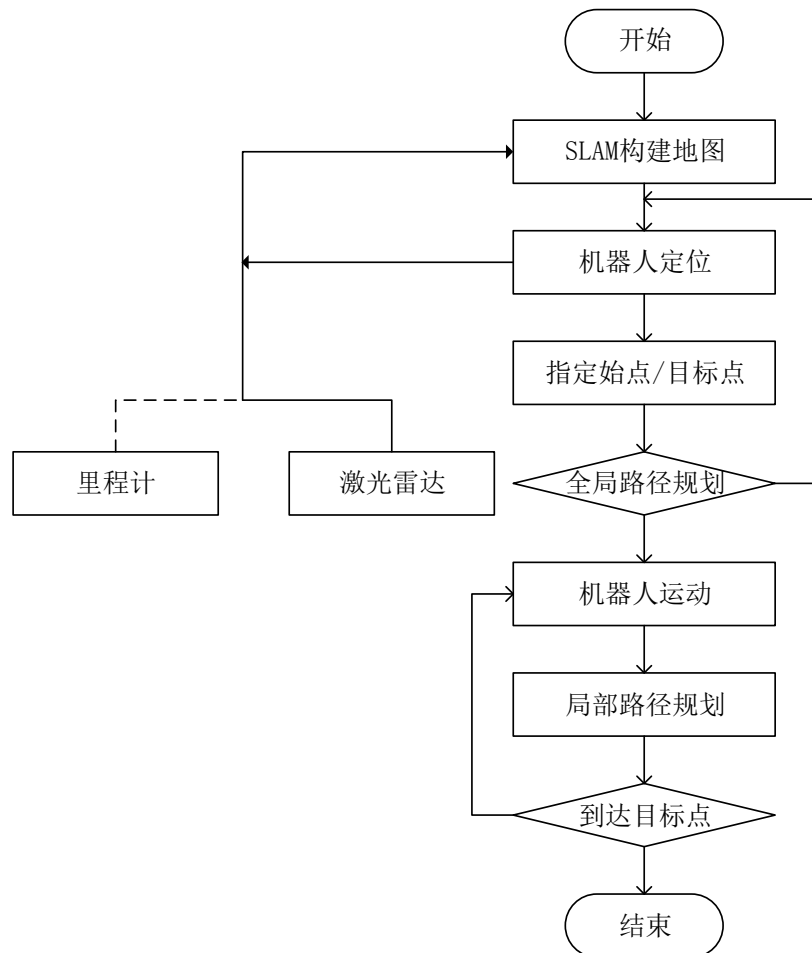 开始
SLAM构建地图
机器人定位
指定始点/目标点
里程计
激光雷达
全局路径规划
机器人运动
局部路径规划
到达目标点
结束